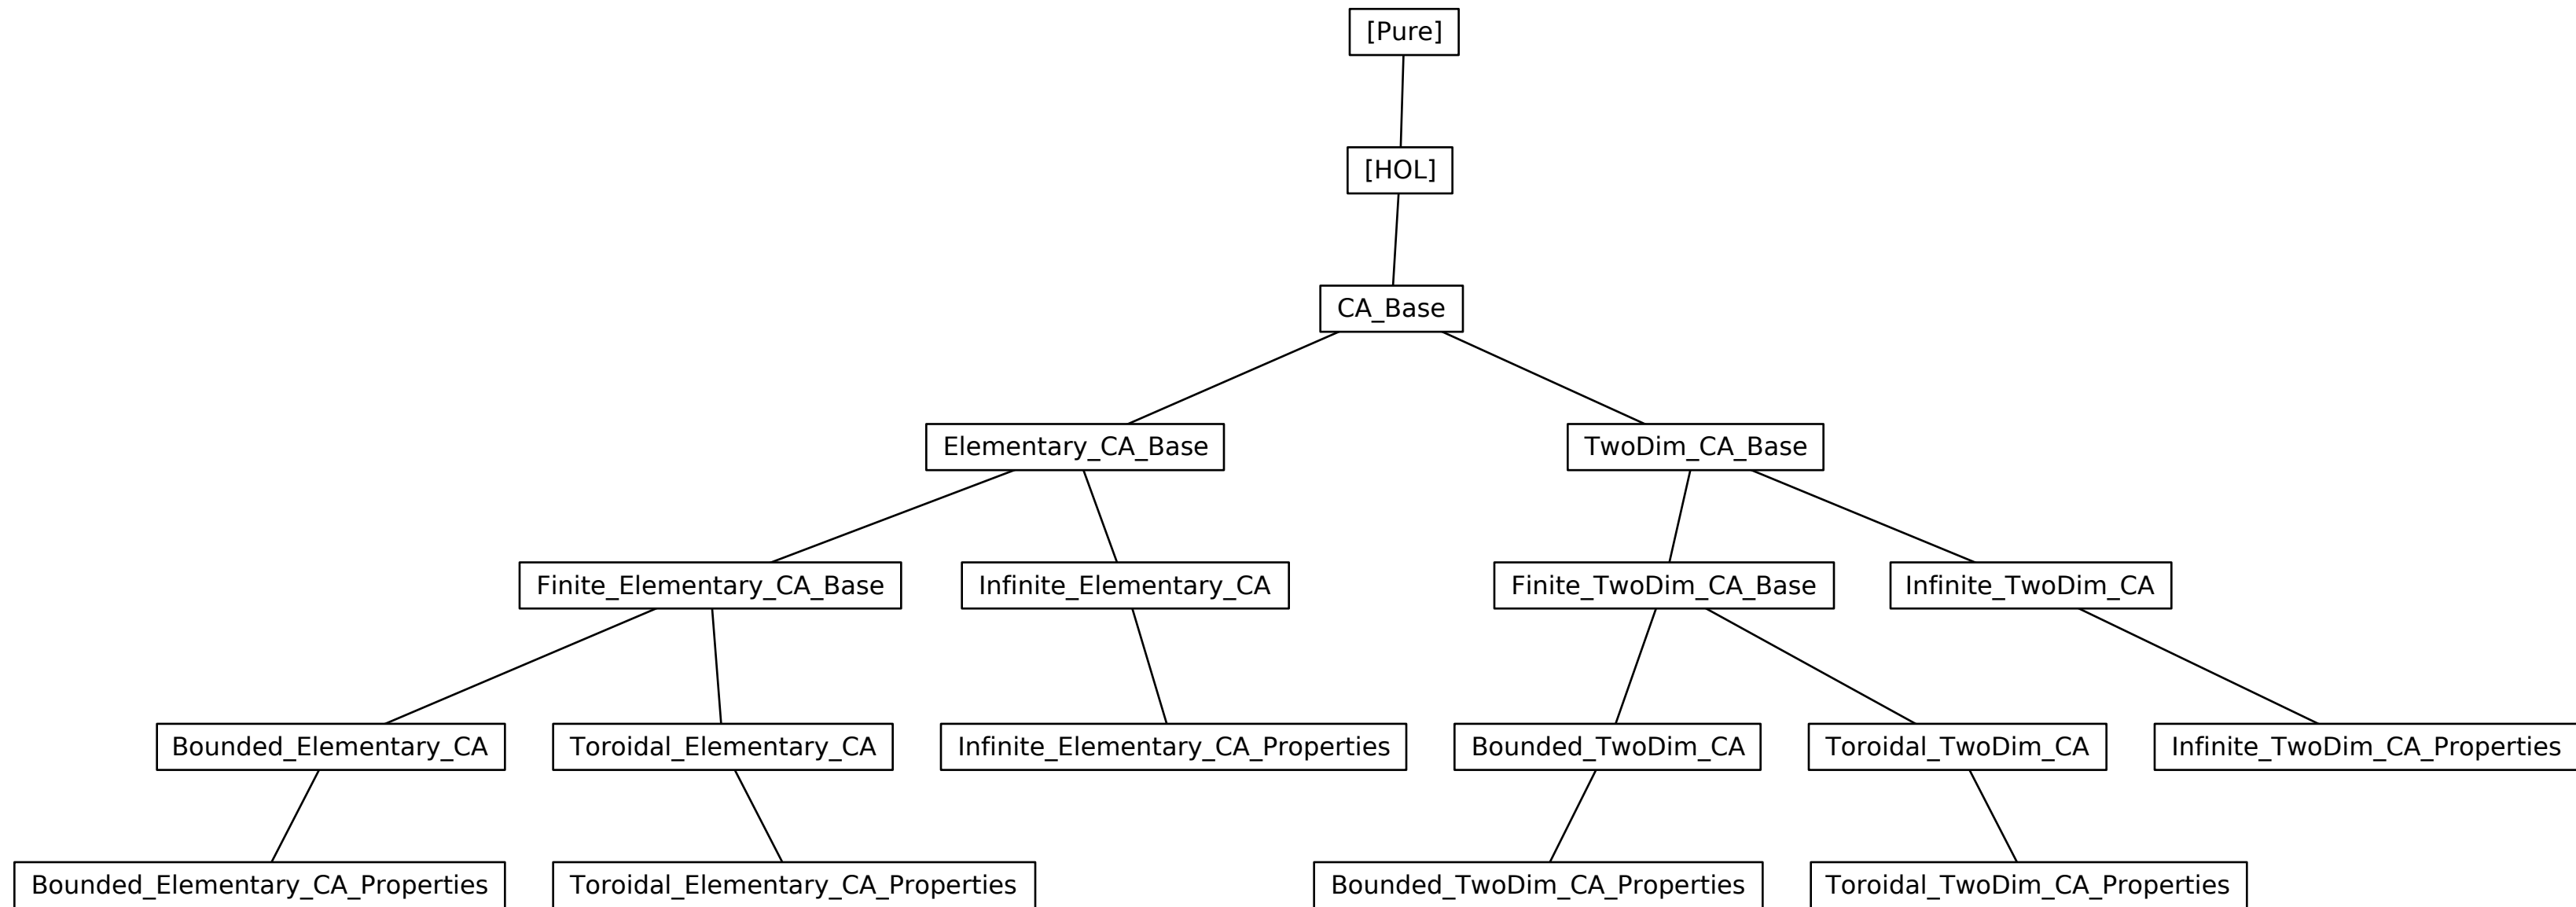 [Pure]
[HOL]
CA_Base
Elementary_CA_Base
TwoDim_CA_Base
Finite_Elementary_CA_Base
Infinite_Elementary_CA
Finite_TwoDim_CA_Base
Infinite_TwoDim_CA
Bounded_Elementary_CA
Toroidal_Elementary_CA
Infinite_Elementary_CA_Properties
Bounded_TwoDim_CA
Toroidal_TwoDim_CA
Infinite_TwoDim_CA_Properties
Bounded_Elementary_CA_Properties
Toroidal_Elementary_CA_Properties
Bounded_TwoDim_CA_Properties
Toroidal_TwoDim_CA_Properties